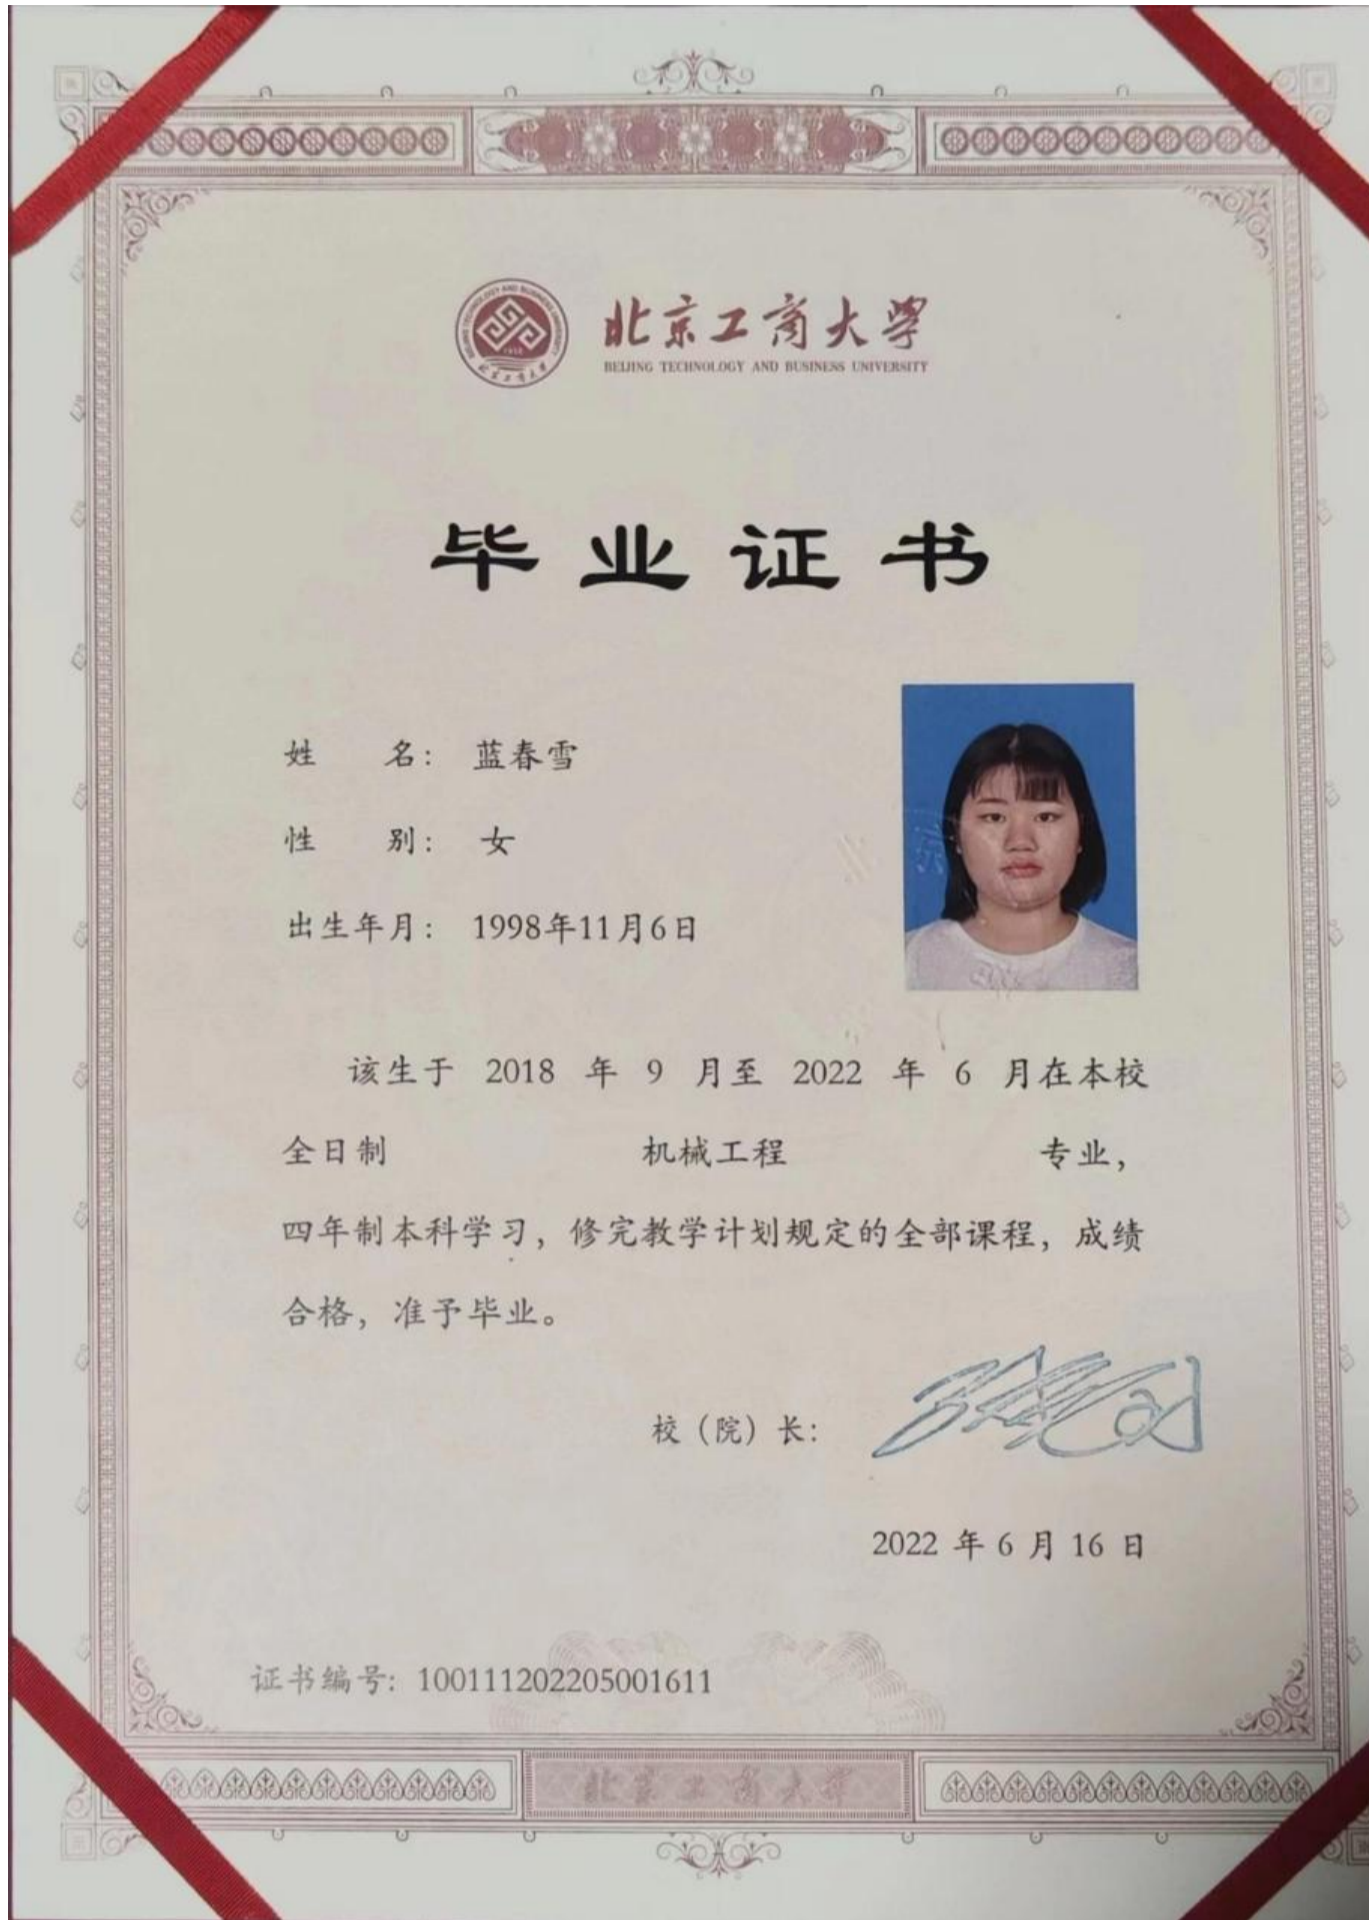 北京工商大学
BEIJING TECHNOLOGY AND BUSINESS UNIVERSITY
毕业证书
姓 名： 蓝春雪
性 别： 女
出生年月： 1998年11月6日
该生于 2018 年 9 月至 2022 年 6 月在本校
全日制 机械工程 专业，
四年制本科学习，修完教学计划规定的全部课程，成绩
合格，准予毕业。
校（院）长：
2022 年 6 月 16 日
证书编号: 100111202205001611
北京工商大学